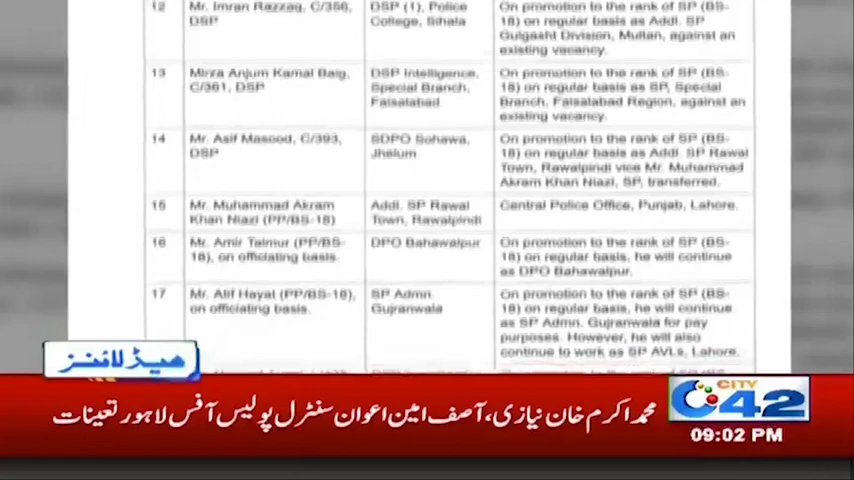 12 Mr. Imran Razzaq, C/356, DSP (1), Police On promotion to the rank of SP (BS-
DSP College, Sihala 18) on regular basis as Addl. SP
Gulgasht Division, Multan, against an
existing vacancy.
13 Mirza Anjum Kamal Baig, DSP Intelligence, On promotion to the rank of SP (BS-
C/361, DSP Special Branch, 18) on regular basis as SP, Special
Faisalabad Branch, Faisalabad Region, against an
existing vacancy.
14 Mr. Asif Masood, C/393, SDPO Sohawa, On promotion to the rank of SP (BS-
DSP Jhelum 18) on regular basis as Addl. SP Rawal
Town, Rawalpindi vice Mr. Muhammad
Akram Khan Niazi, SP, transferred.
15 Mr. Muhammad Akram Addl. SP Rawal Central Police Office, Punjab, Lahore.
Khan Niazi (PP/BS-18) Town, Rawalpindi
16 Mr. Amir Taimur (PP/BS- DPO Bahawalpur On promotion to the rank of SP (BS-
18), on officiating basis. 18) on regular basis, he will continue
as DPO Bahawalpur.
17 Mr. Atif Hayat (PP/BS-18), SP Admn. On promotion to the rank of SP (BS-
on officiating basis. Gujranwala 18) on regular basis, he will continue
as SP Admn. Gujranwala for pay
purposes. However, he will also
continue to work as SP AVLS, Lahore.
ہیڈلائنز
محمد اکرم خان نیازی، آصف امین اعوان سنٹرل پولیس آفس لاہور تعینات
CITY
42
09:02 PM